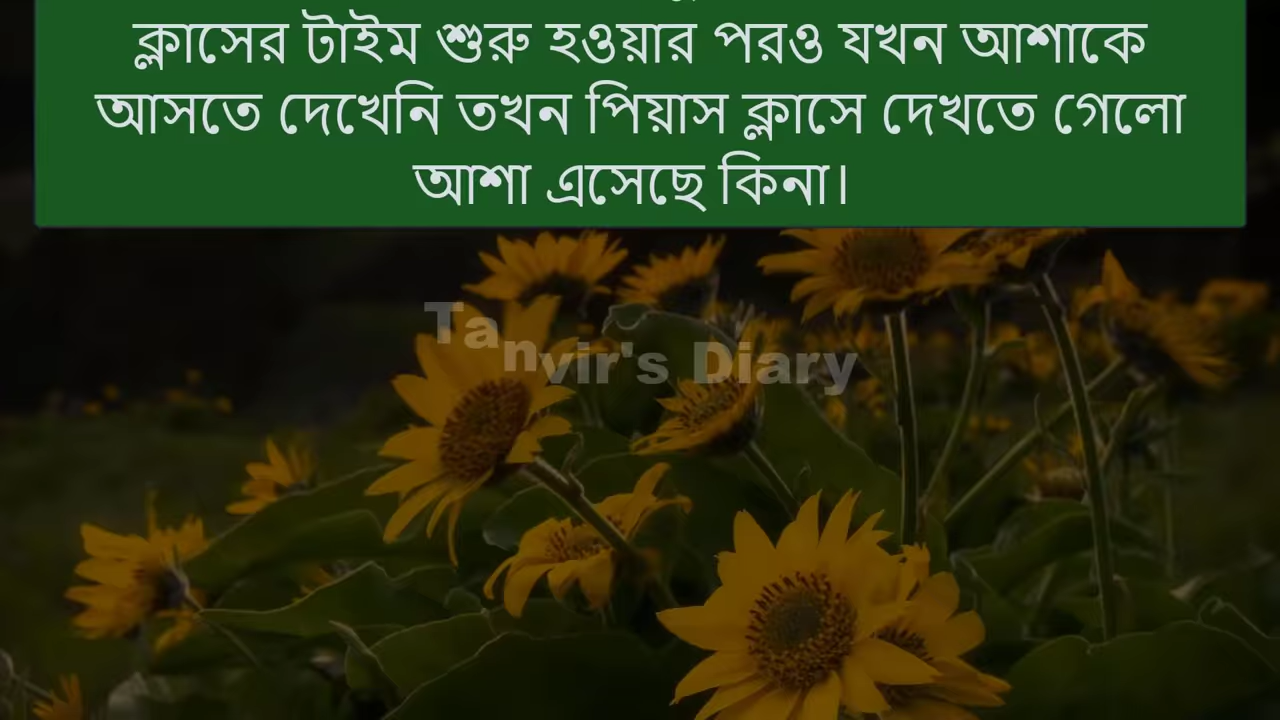 ক্লাসের টাইম শুরু হওয়ার পরও যখন আশাকে
আসতে দেখেনি তখন পিয়াস ক্লাসে দেখতে গেলো
আশা এসেছে কিনা।
Tanvir's Diary